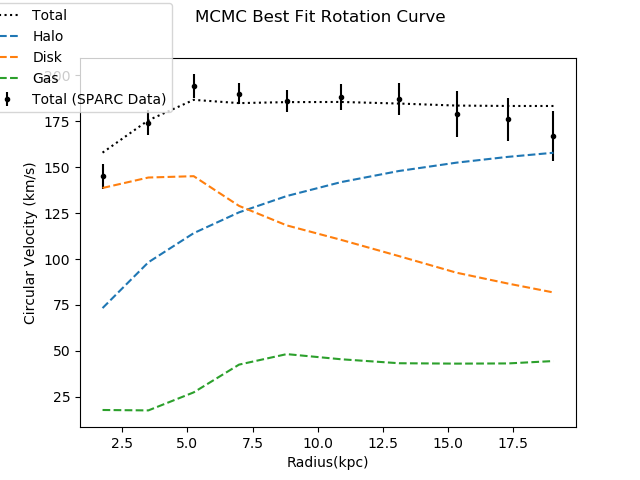 MCMC Best Fit Rotation Curve
Total
Halo
Disk
Gas
Total (SPARC Data)
200
175
150
125
100
75
50
25
Circular Velocity (km/s)
2.5 5.0 7.5 10.0 12.5 15.0 17.5
Radius(kpc)